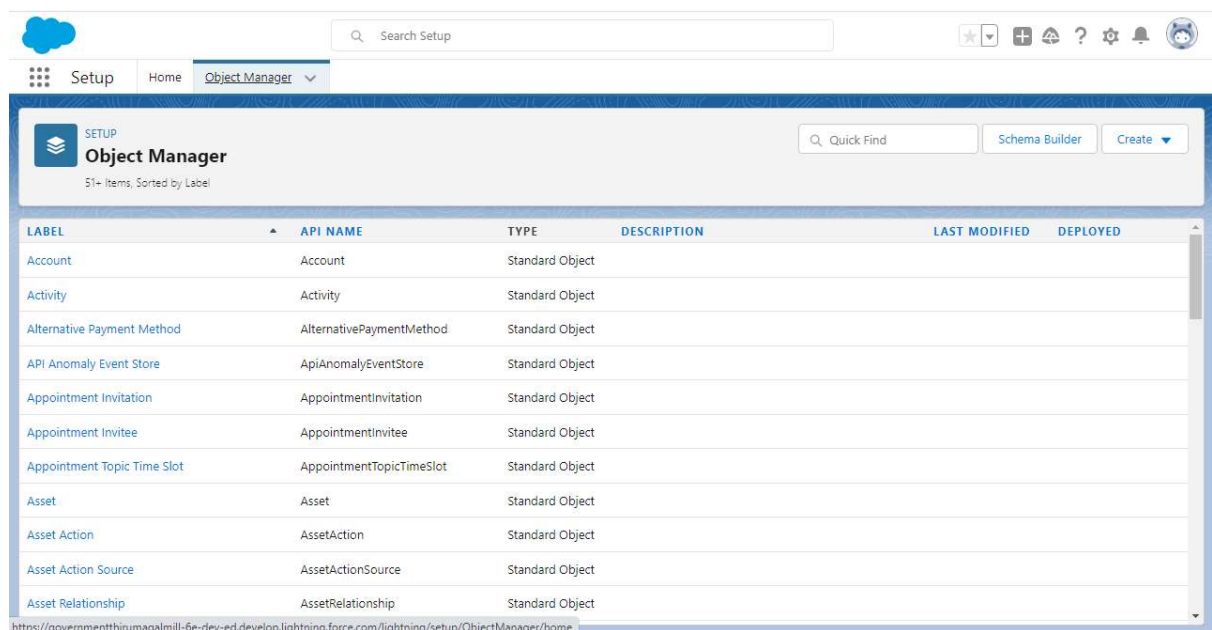 Search Setup
Setup Home Object Manager
SETUP
Object Manager
51+ Items, Sorted by Label
Quick Find Schema Builder Create
LABEL API NAME TYPE DESCRIPTION LAST MODIFIED DEPLOYED
Account Account Standard Object
Activity Activity Standard Object
Alternative Payment Method AlternativePaymentMethod Standard Object
API Anomaly Event Store ApiAnomalyEventStore Standard Object
Appointment Invitation AppointmentInvitation Standard Object
Appointment Invitee AppointmentInvitee Standard Object
Appointment Topic Time Slot AppointmentTopicTimeSlot Standard Object
Asset Asset Standard Object
Asset Action AssetAction Standard Object
Asset Action Source AssetActionSource Standard Object
Asset Relationship AssetRelationship Standard Object
https://governmentthirumagalmill-6e-dev-ed.develop.lightning.force.com/lightning/setup/ObjectManager/home